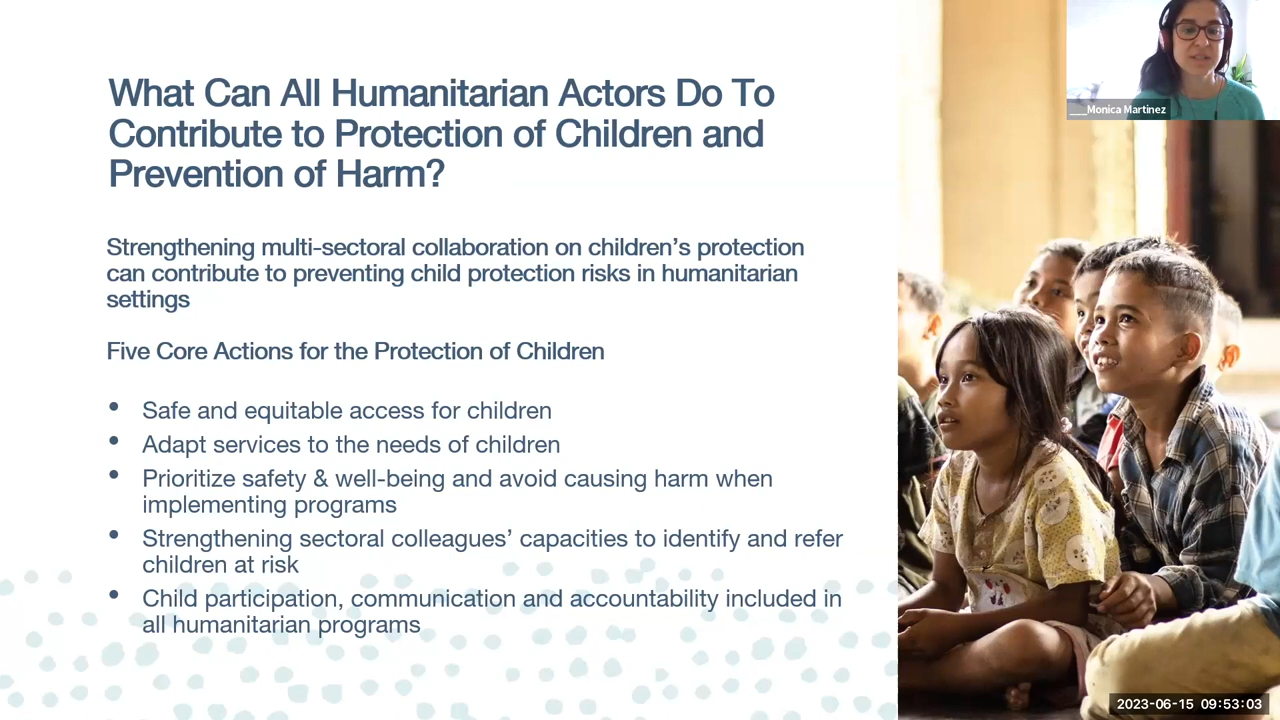 What Can All Humanitarian Actors Do To
Contribute to Protection of Children and
Prevention of Harm?
Strengthening multi-sectoral collaboration on children’s protection
can contribute to preventing child protection risks in humanitarian
settings
Five Core Actions for the Protection of Children
• Safe and equitable access for children
• Adapt services to the needs of children
• Prioritize safety & well-being and avoid causing harm when
implementing programs
• Strengthening sectoral colleagues’ capacities to identify and refer
children at risk
• Child participation, communication and accountability included in
all humanitarian programs
___Monica Martinez
2023-06-15 09:53:03